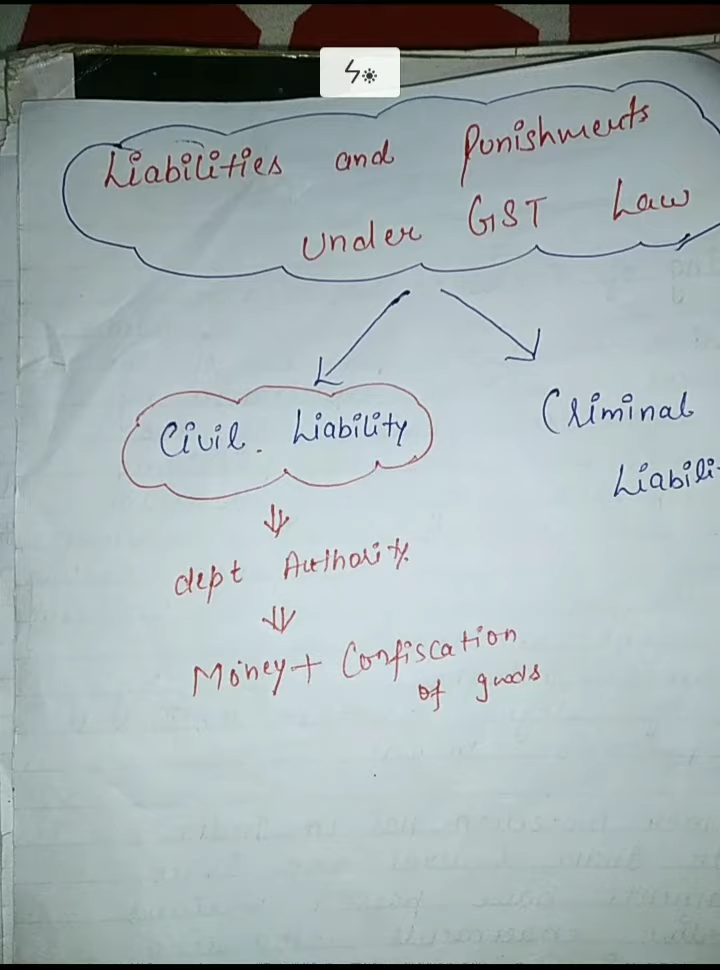 Liabilities and Punishments
Under GST Law
Civil. Liability
Criminal
Liabili
dept Authority
Money + Confiscation
of goods